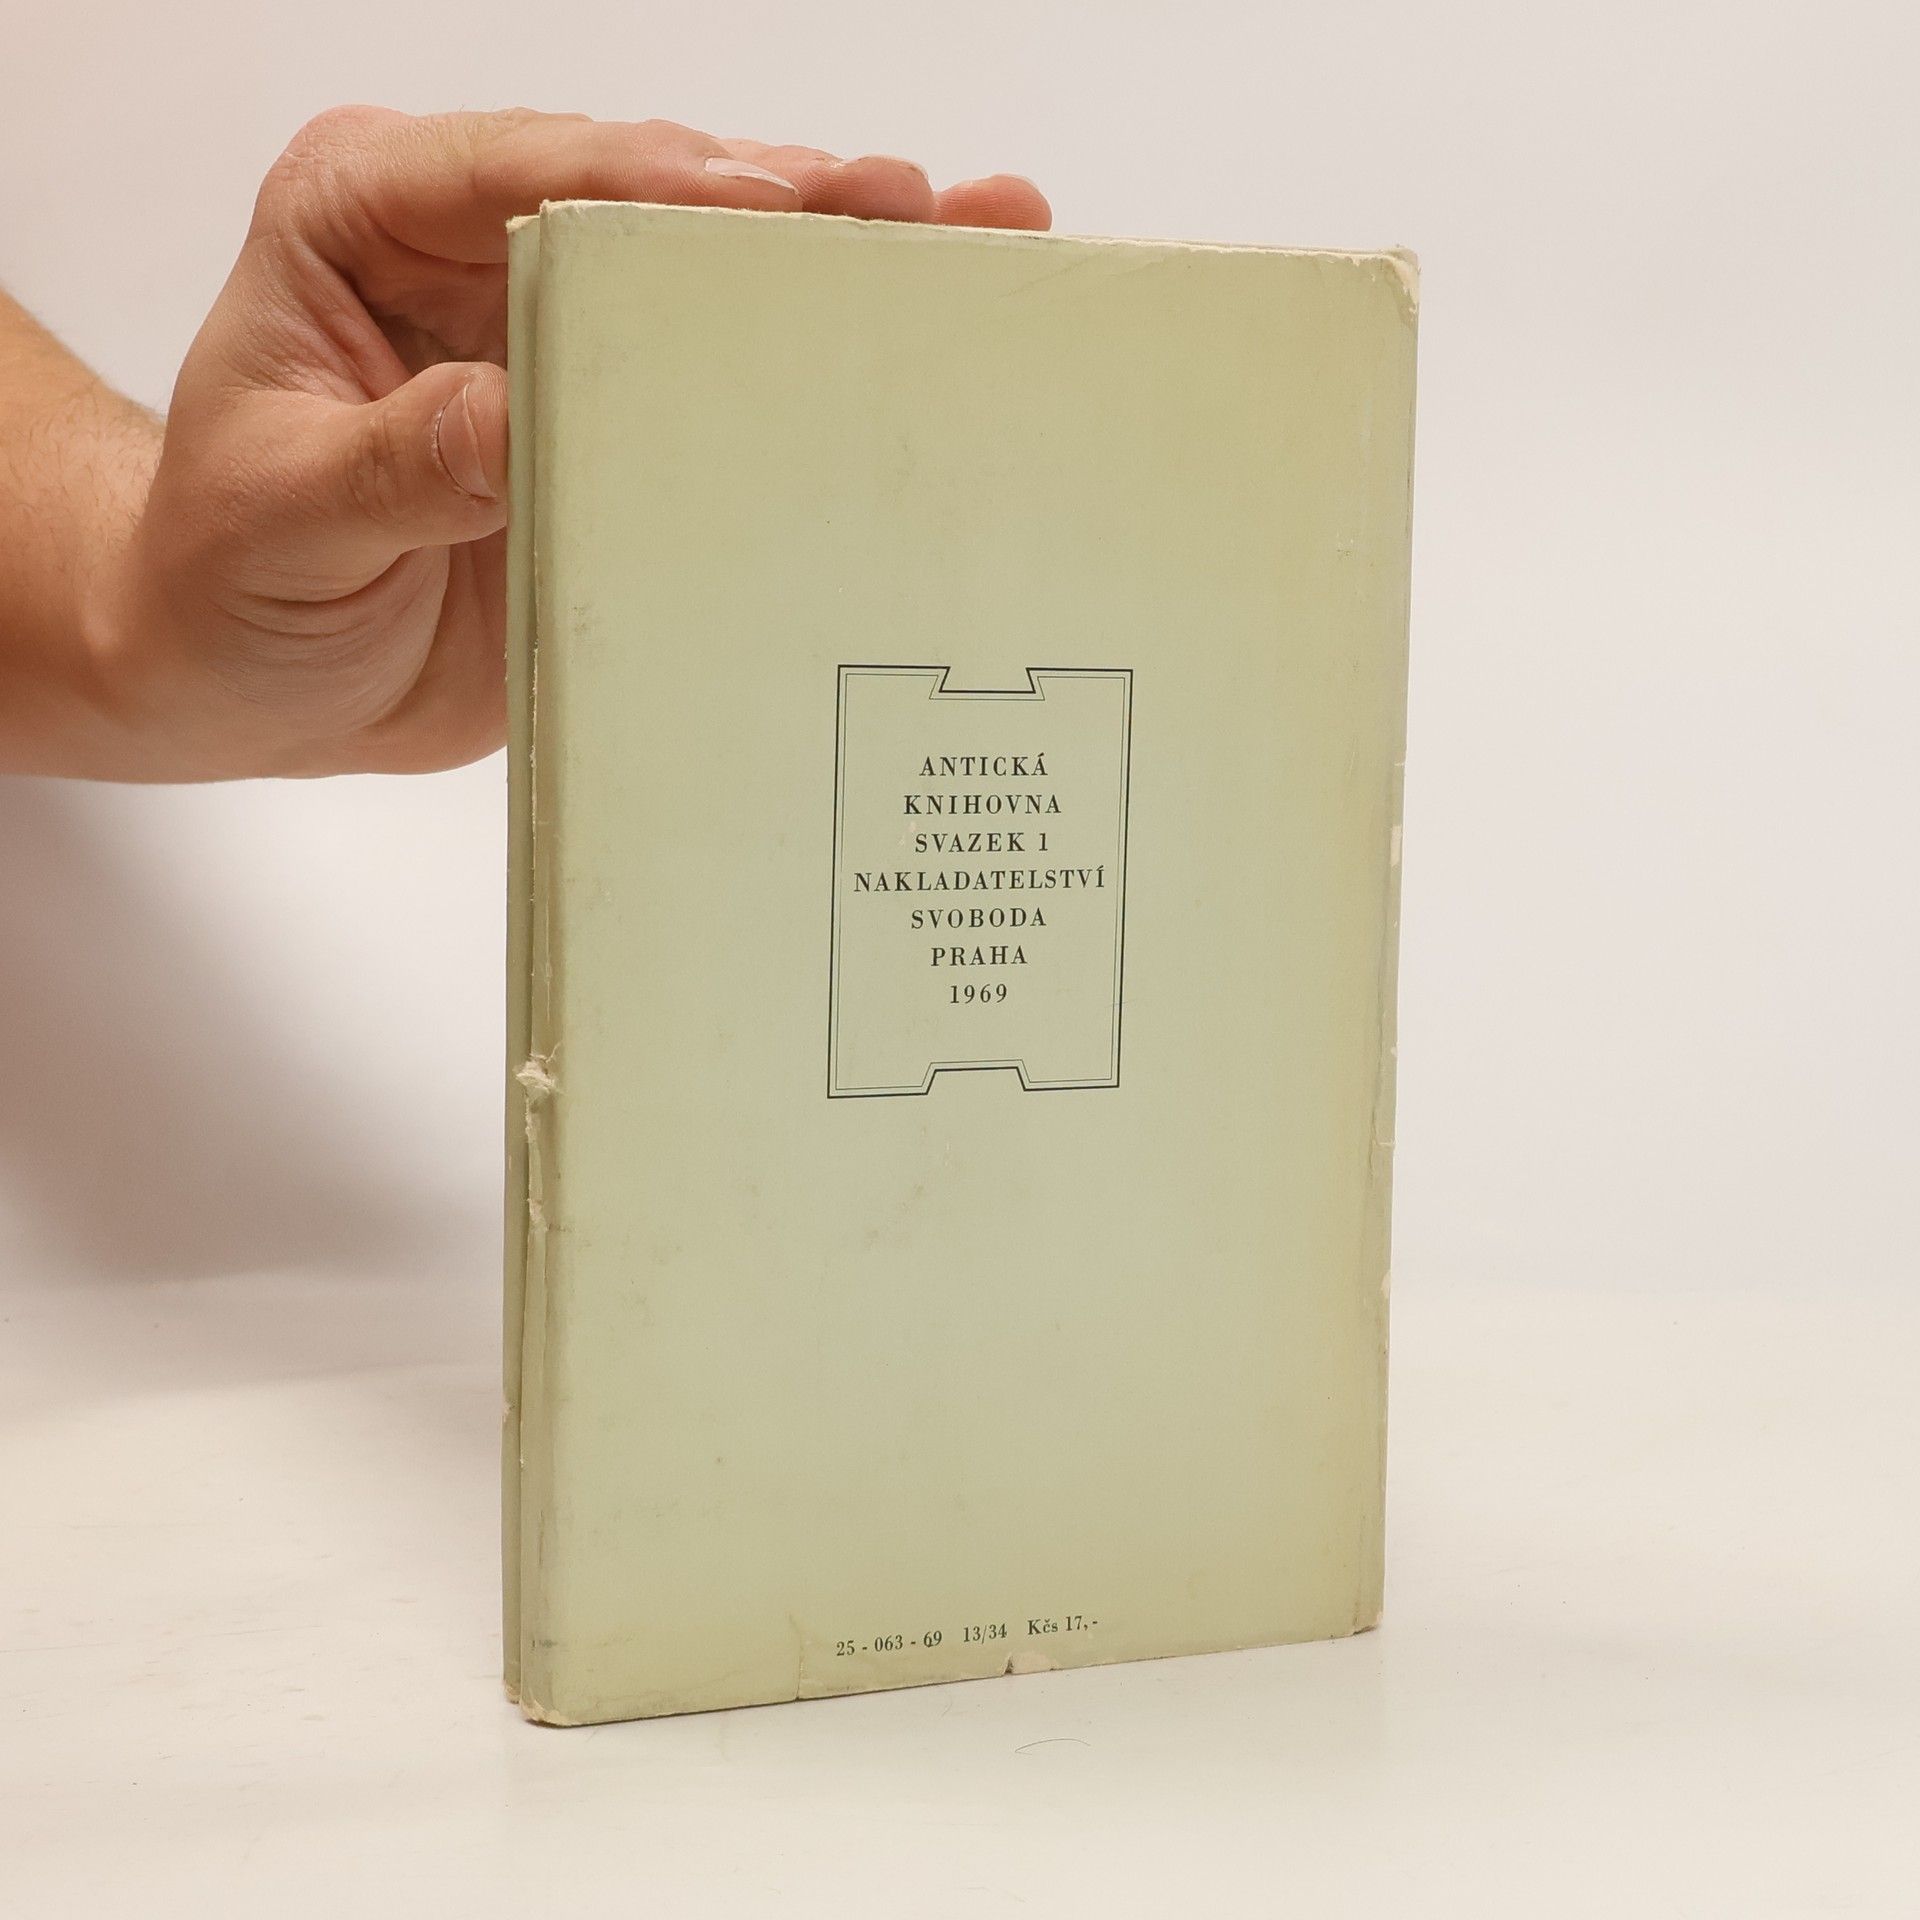 ANTICKÁ
KNIHOVNA
SVAZEK 1
NAKLADATELSTVÍ
SVOBODA
PRAHA
1969
25 - 063 - 69 13/34 Kčs 17,-